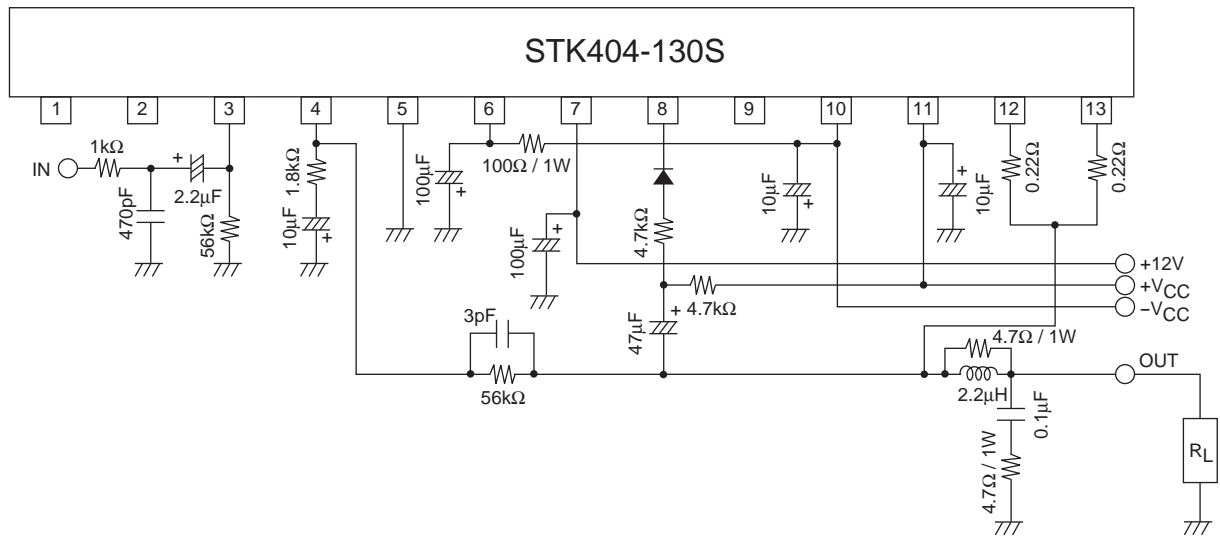 STK404-130S
1 2 3 4 5 6 7 8 9 10 11 12 13
1kΩ
IN
+
2.2µF
470pF
56kΩ
1.8kΩ
10µF
+
100µF
+
100Ω / 1W
100µF
+
4.7kΩ
10µF
+
+
10µF
0.22Ω
0.22Ω
+12V
+VCC
−VCC
4.7kΩ
47µF
+
3pF
56kΩ
4.7Ω / 1W
2.2µH
OUT
0.1µF
4.7Ω / 1W
RL